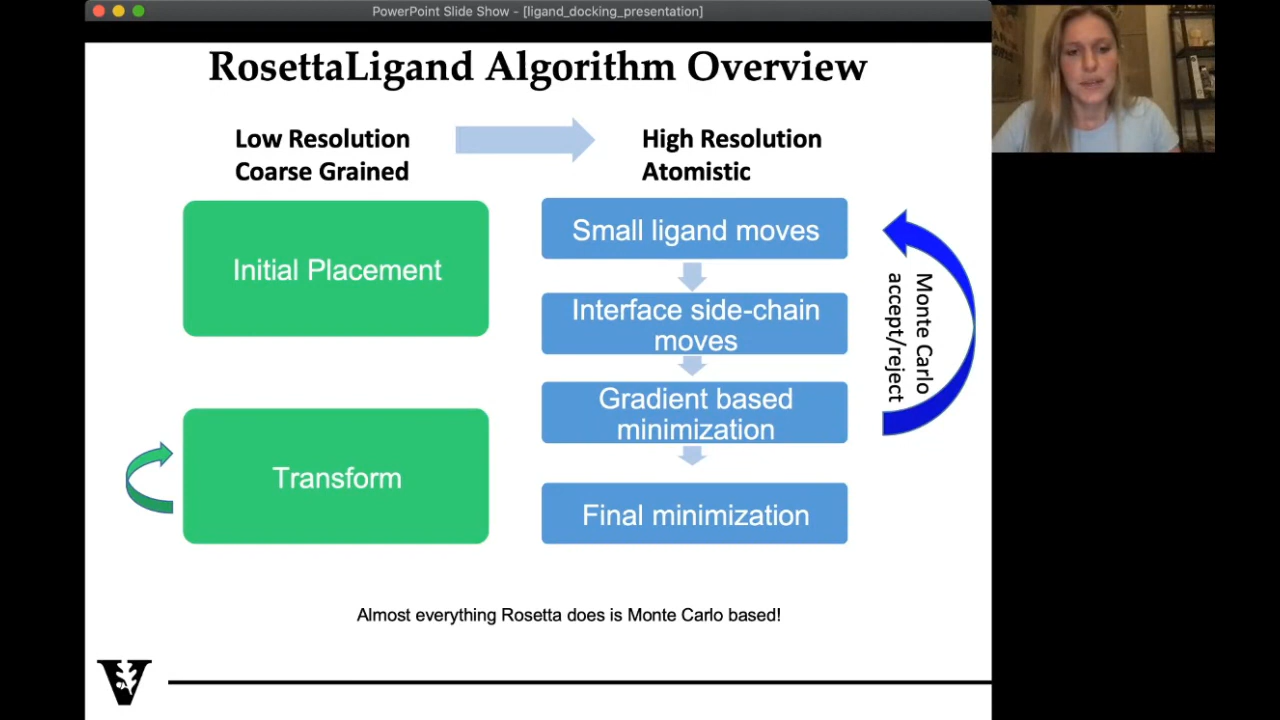 PowerPoint Slide Show - [ligand_docking_presentation]
RosettaLigand Algorithm Overview
Low Resolution
Coarse Grained
High Resolution
Atomistic
Initial Placement
Transform
Small ligand moves
Interface side-chain
moves
Gradient based
minimization
Final minimization
Monte Carlo
accept/reject
Almost everything Rosetta does is Monte Carlo based!
V